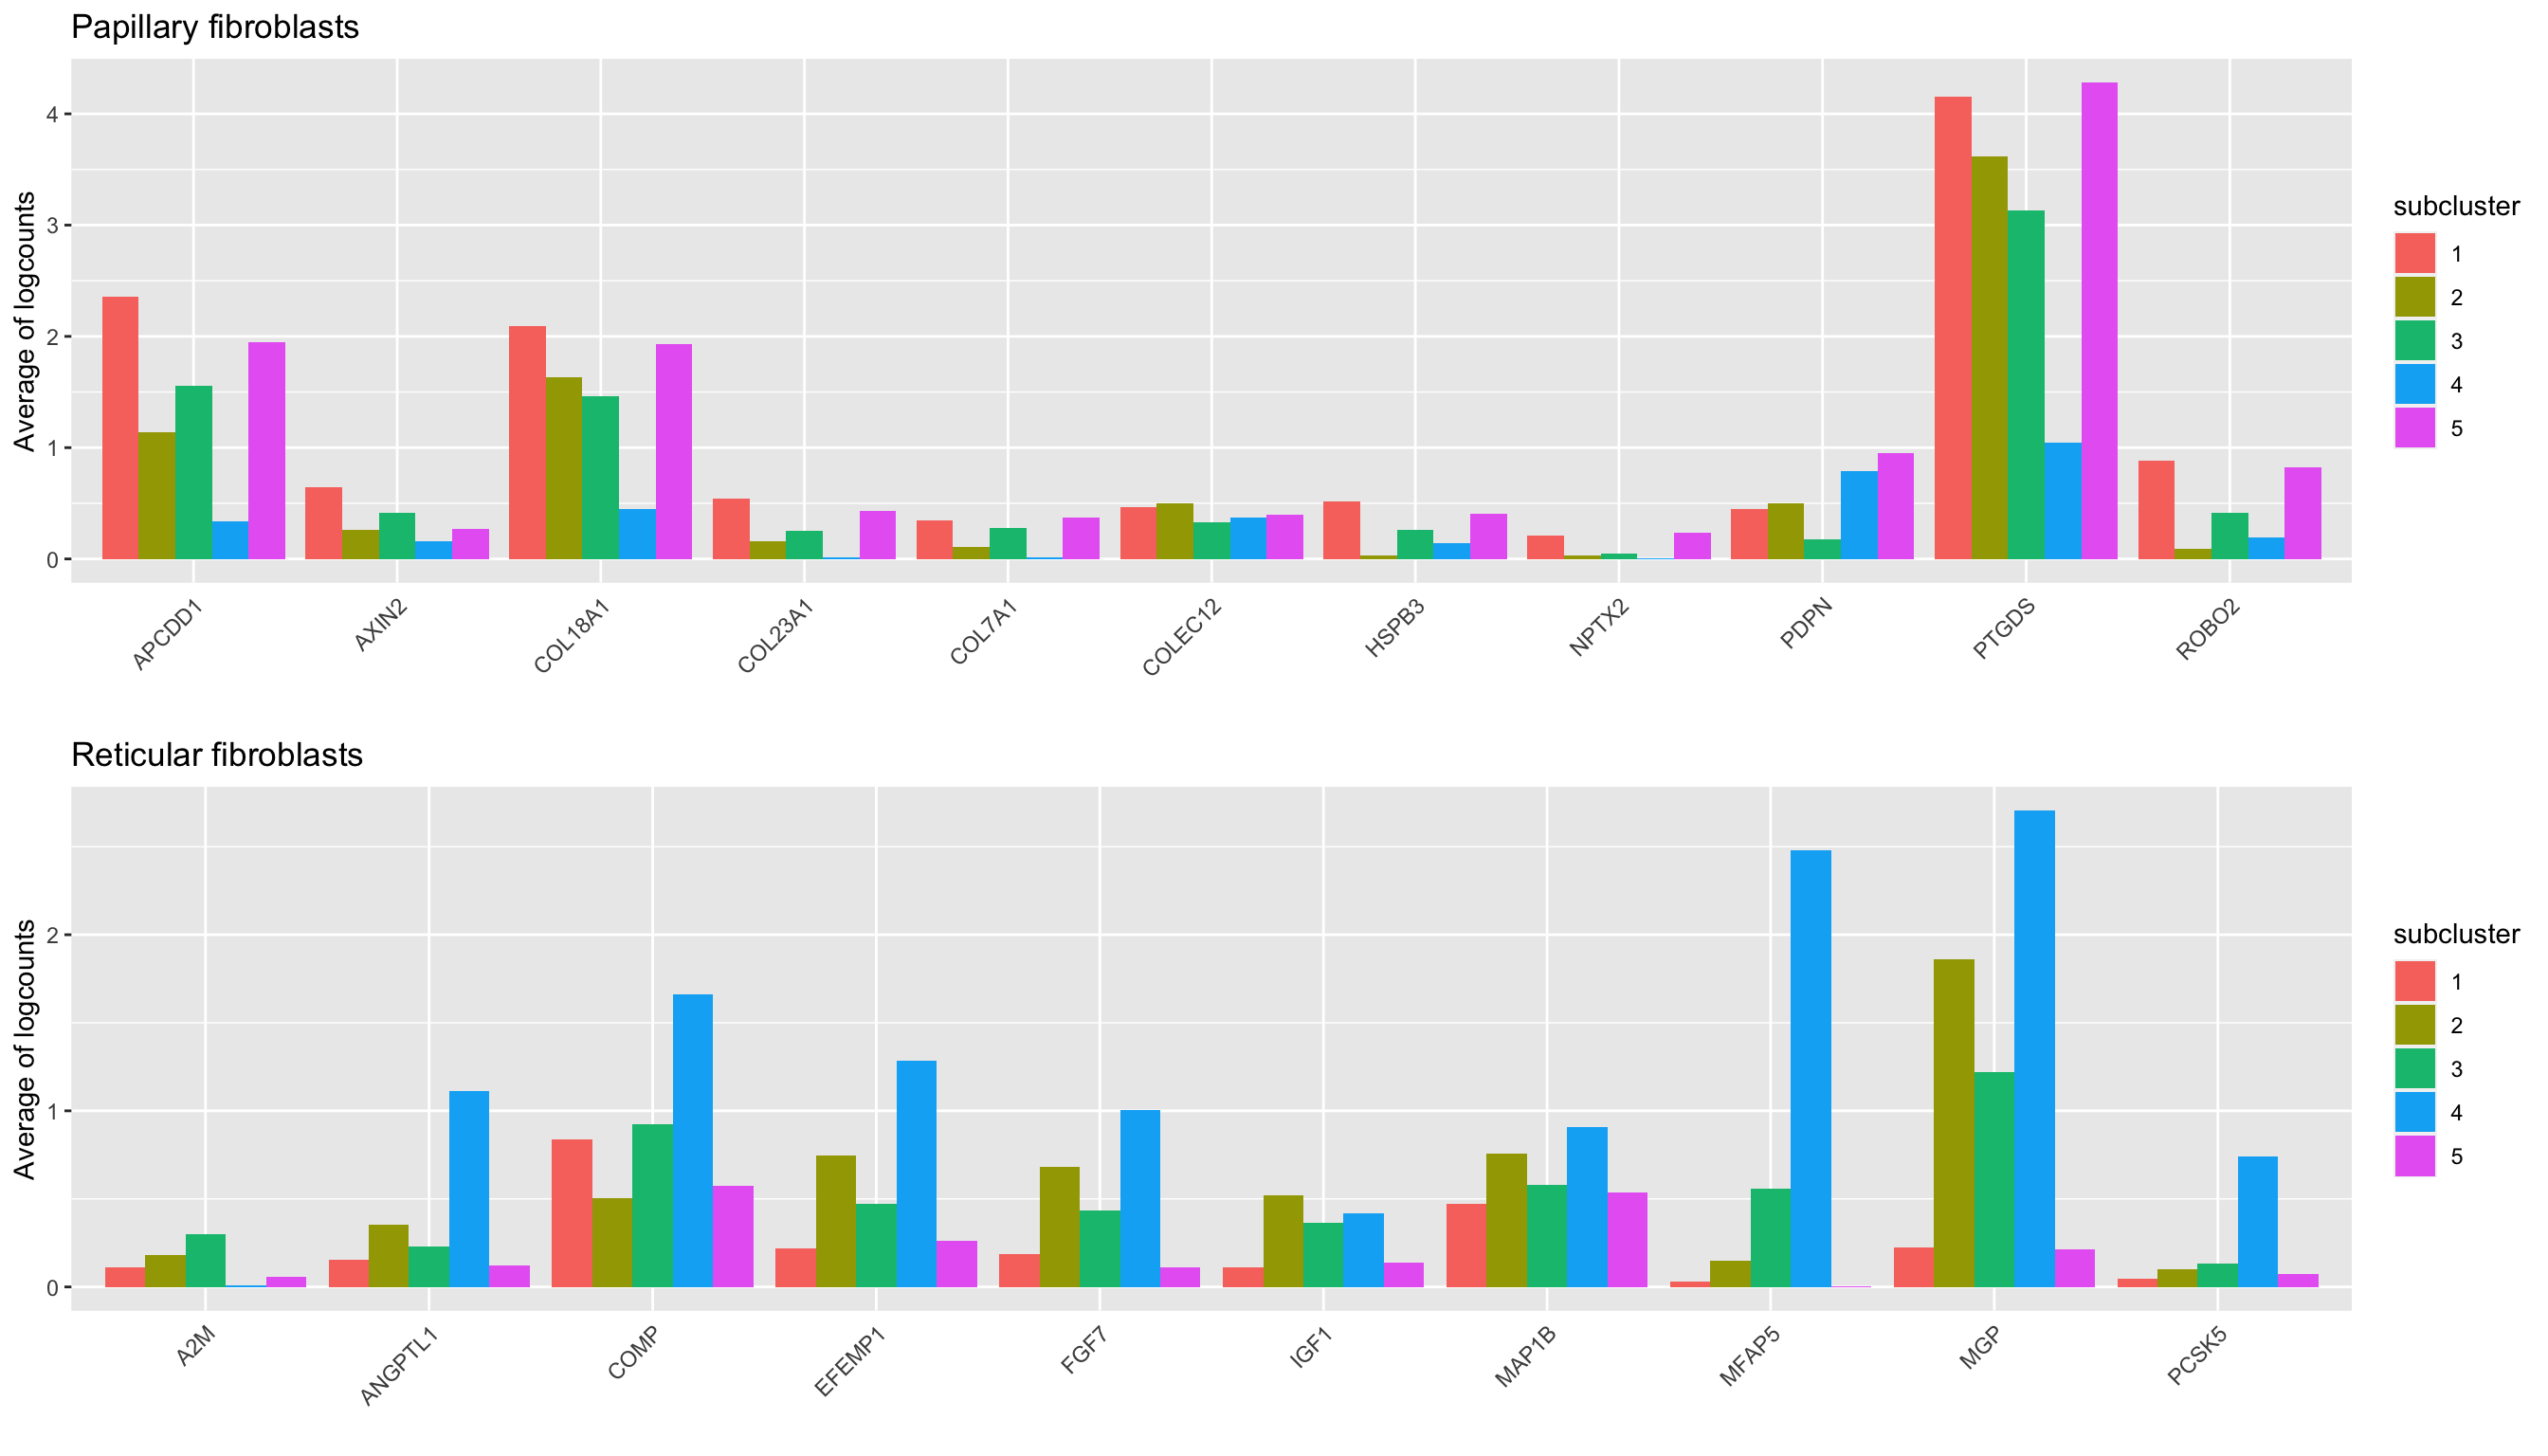 Papillary fibroblasts
Average of logcounts
4
3
2
1
0
APCDD1
AXIN2
COL18A1
COL23A1
COL7A1
COLEC12
HSPB3
NPTX2
PDPN
PTGDS
ROBO2
subcluster
1
2
3
4
5
Reticular fibroblasts
Average of logcounts
2
1
0
A2M
ANGPTL1
COMP
EFEMP1
FGF7
IGF1
MAP1B
MFAP5
MGP
PCSK5
subcluster
1
2
3
4
5